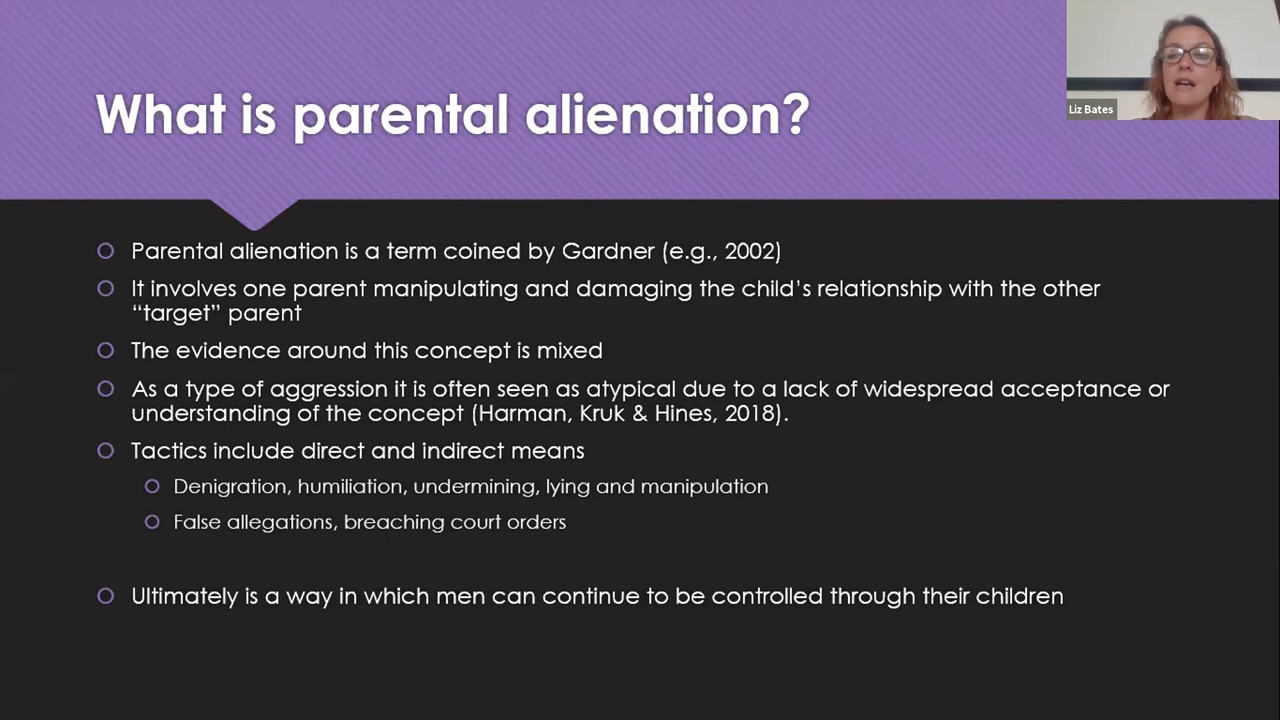 Liz Bates
What is parental alienation?
Parental alienation is a term coined by Gardner (e.g., 2002)
It involves one parent manipulating and damaging the child's relationship with the other
“target” parent
The evidence around this concept is mixed
As a type of aggression it is often seen as atypical due to a lack of widespread acceptance or
understanding of the concept (Harman, Kruk & Hines, 2018).
Tactics include direct and indirect means
Denigration, humiliation, undermining, lying and manipulation
False allegations, breaching court orders
Ultimately is a way in which men can continue to be controlled through their children